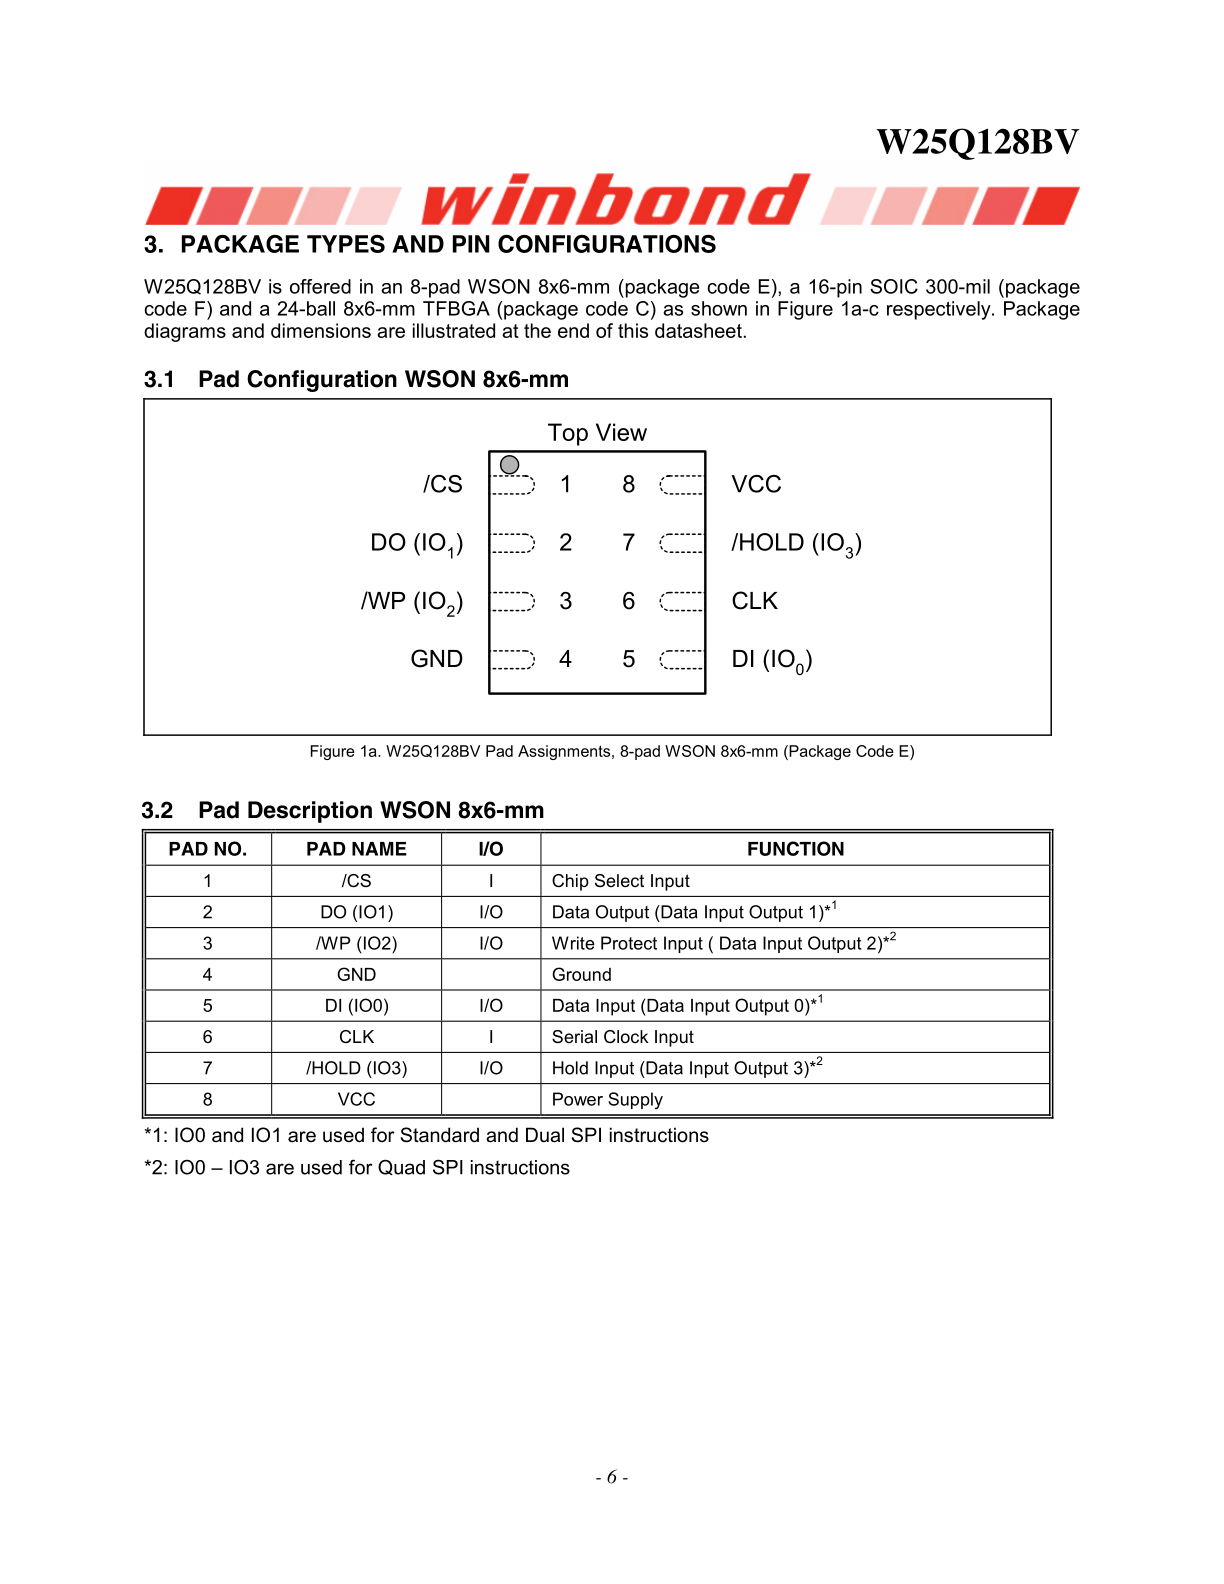 W25Q128BV
winbond
3. PACKAGE TYPES AND PIN CONFIGURATIONS
W25Q128BV is offered in an 8-pad WSON 8x6-mm (package code E), a 16-pin SOIC 300-mil (package
code F) and a 24-ball 8x6-mm TFBGA (package code C) as shown in Figure 1a-c respectively. Package
diagrams and dimensions are illustrated at the end of this datasheet.
3.1 Pad Configuration WSON 8x6-mm
Top View
/CS 1 8 VCC
DO (IO1) 2 7 /HOLD (IO3)
/WP (IO2) 3 6 CLK
GND 4 5 DI (IO0)
Figure 1a. W25Q128BV Pad Assignments, 8-pad WSON 8x6-mm (Package Code E)
3.2 Pad Description WSON 8x6-mm
PAD NO. PAD NAME I/O FUNCTION
1 /CS I Chip Select Input
2 DO (IO1) I/O Data Output (Data Input Output 1)*1
3 /WP (IO2) I/O Write Protect Input ( Data Input Output 2)*2
4 GND Ground
5 DI (IO0) I/O Data Input (Data Input Output 0)*1
6 CLK I Serial Clock Input
7 /HOLD (IO3) I/O Hold Input (Data Input Output 3)*2
8 VCC Power Supply
*1: IO0 and IO1 are used for Standard and Dual SPI instructions
*2: IO0 – IO3 are used for Quad SPI instructions
- 6 -